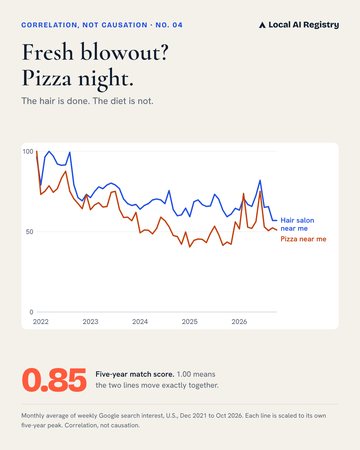 CORRELATION, NOT CAUSATION · NO. 04
Local AI Registry
Fresh blowout?
Pizza night.
The hair is done. The diet is not.
100
50
0
Hair salon
near me
Pizza near me
2022
2023
2024
2025
2026
0.85
Five-year match score. 1.00 means
the two lines move exactly together.
Monthly average of weekly Google search interest, U.S., Dec 2021 to Oct 2026. Each line is scaled to its own
five-year peak. Correlation, not causation.